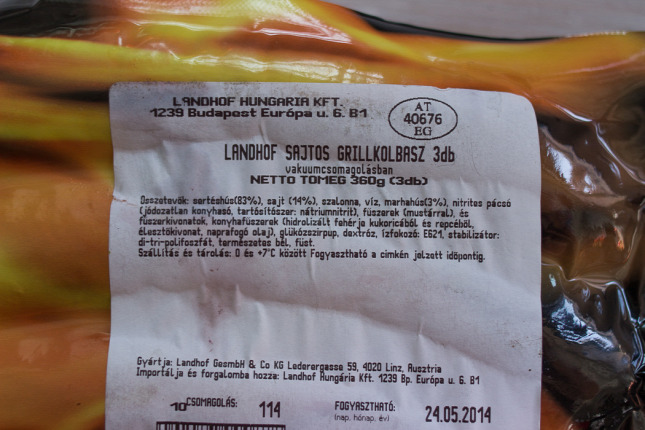 LANDHOF HUNGARIA KFT.
1239 Budapest Európa u. 6. B1
AT
40676
EG
LANDHOF SAJTOS GRILLKOLBASZ 3db
vakuumcsomagolásban
NETTO TOMEG 360g (3db)
Összetevők: sertéshús(83%), sajt (14%), szalonna, víz, marhahús(3%), nitrites pácsó
(jódozatlan konyhasó, tartósítószer: nátriumnitrit), fűszerek (mustárral), és
fűszerkivonatok, konyhafűszerek (hidrolizált fehérje kukoricából és repcéből,
élesztőkivonat, napraforgó olaj), glükózszirup, dextróz, ízfokozó: E621, stabilizátor:
di-tri-polifoszfát, természetes bél, füst.
Szállítás és tárolás: 0 és +7°C között Fogyasztható a cimkén jelzett időpontig.
Gyártja: Landhof GesmbH & Co KG Lederergasse 59, 4020 Linz, Ausztria
Importálja és forgalomba hozza: Landhof Hungária Kft. 1239 Bp. Európa u. 6. B1
10 CSOMAGOLÁS: 114 FOGYASZTHATÓ: 24.05.2014
(nap, hónap, év)